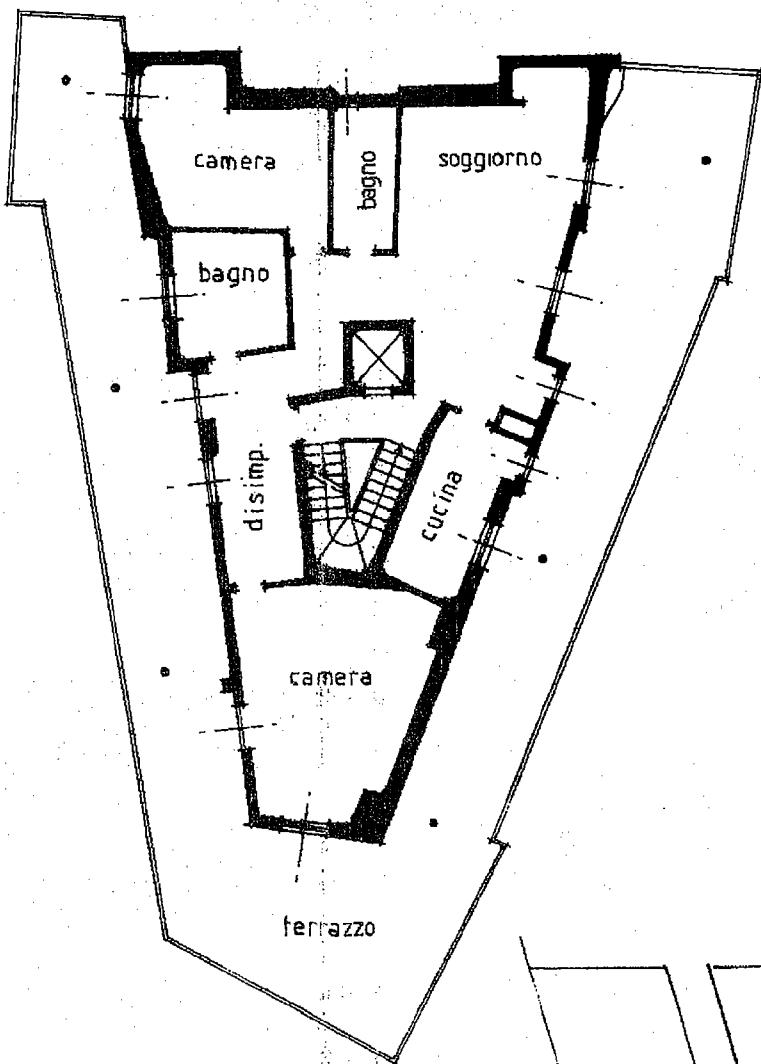 camera
bagno
soggiorno
bagno
disimp.
cucina
camera
terrazzo